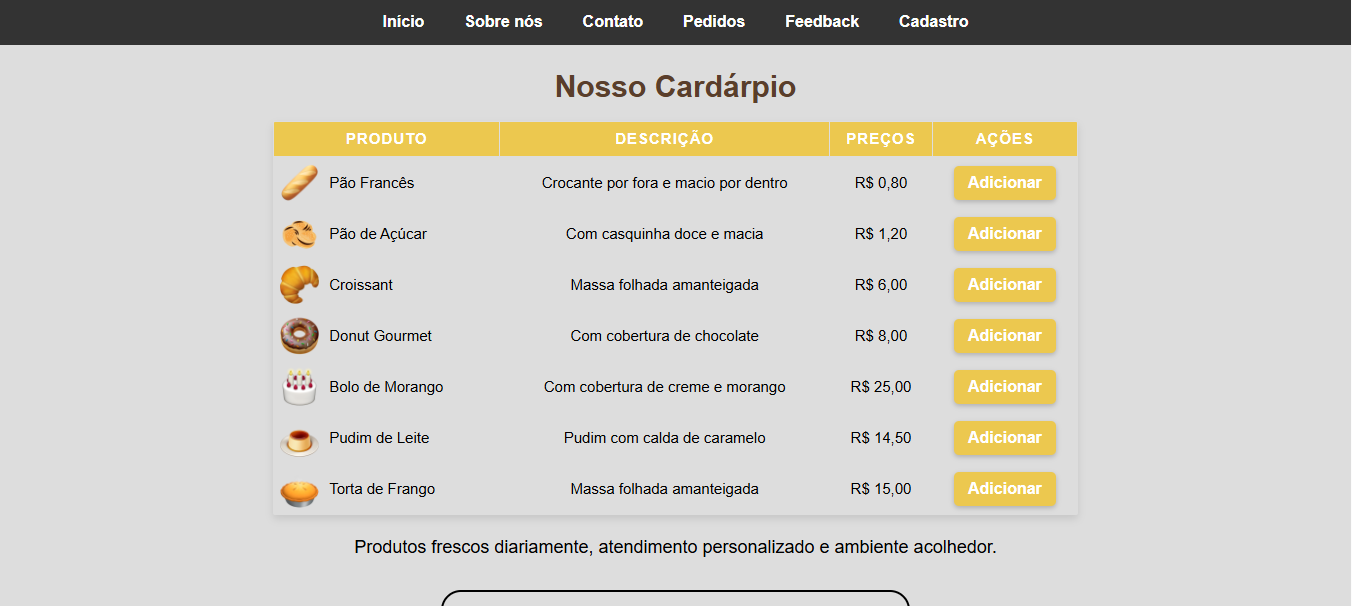 Início Sobre nós Contato Pedidos Feedback Cadastro
Nosso Cardárpio
PRODUTO DESCRIÇÃO PREÇOS AÇÕES
Pão Francês Crocante por fora e macio por dentro R$ 0,80 Adicionar
Pão de Açúcar Com casquinha doce e macia R$ 1,20 Adicionar
Croissant Massa folhada amanteigada R$ 6,00 Adicionar
Donut Gourmet Com cobertura de chocolate R$ 8,00 Adicionar
Bolo de Morango Com cobertura de creme e morango R$ 25,00 Adicionar
Pudim de Leite Pudim com calda de caramelo R$ 14,50 Adicionar
Torta de Frango Massa folhada amanteigada R$ 15,00 Adicionar
Produtos frescos diariamente, atendimento personalizado e ambiente acolhedor.